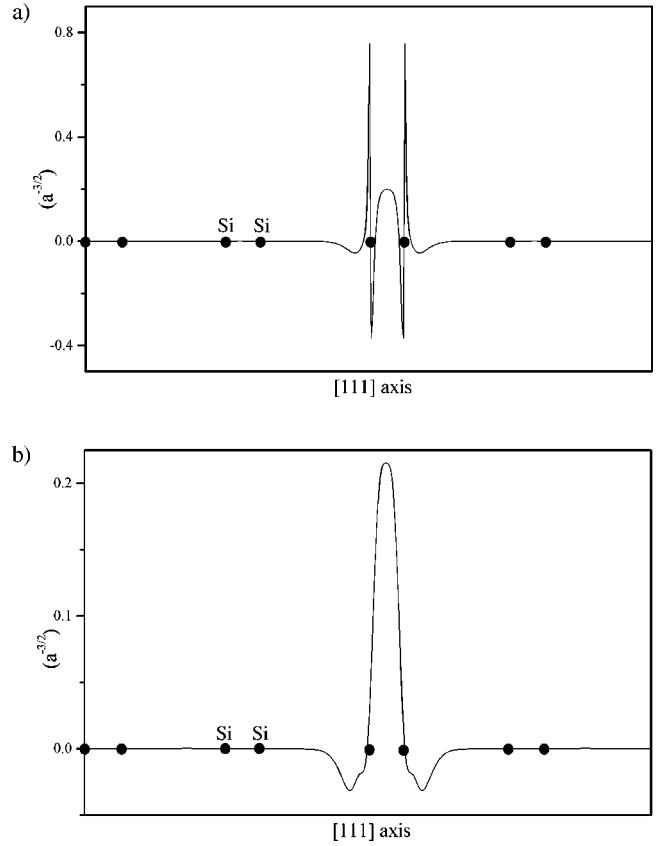 a)
0.8
0.4
0.0
-0.4
(a^-3/2)
Si Si
[111] axis
b)
0.2
0.1
0.0
(a^-3/2)
Si Si
[111] axis